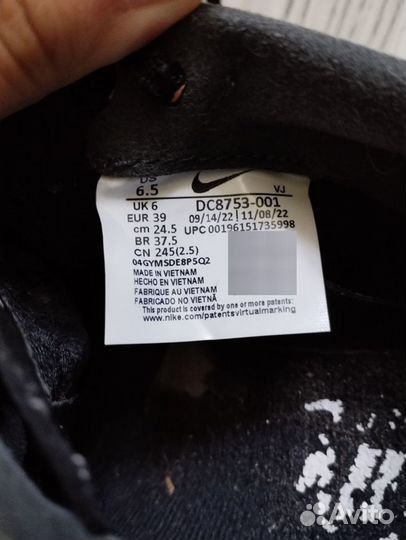 US
6.5 VJ
UK 6 DC8753-001
EUR 39 09/14/22 | 11/08/22
cm 24.5 UPC 00196151735998
BR 37.5
CN 245(2.5)
04GYMSDE8P5Q2
MADE IN VIETNAM
HECHO EN VIETNAM
FABRIQUE AU VIETNAM
FABRICADO NO VIETNAM
This product is covered by one or more patents.
www.nike.com/patentsvirtualmarking
Avito